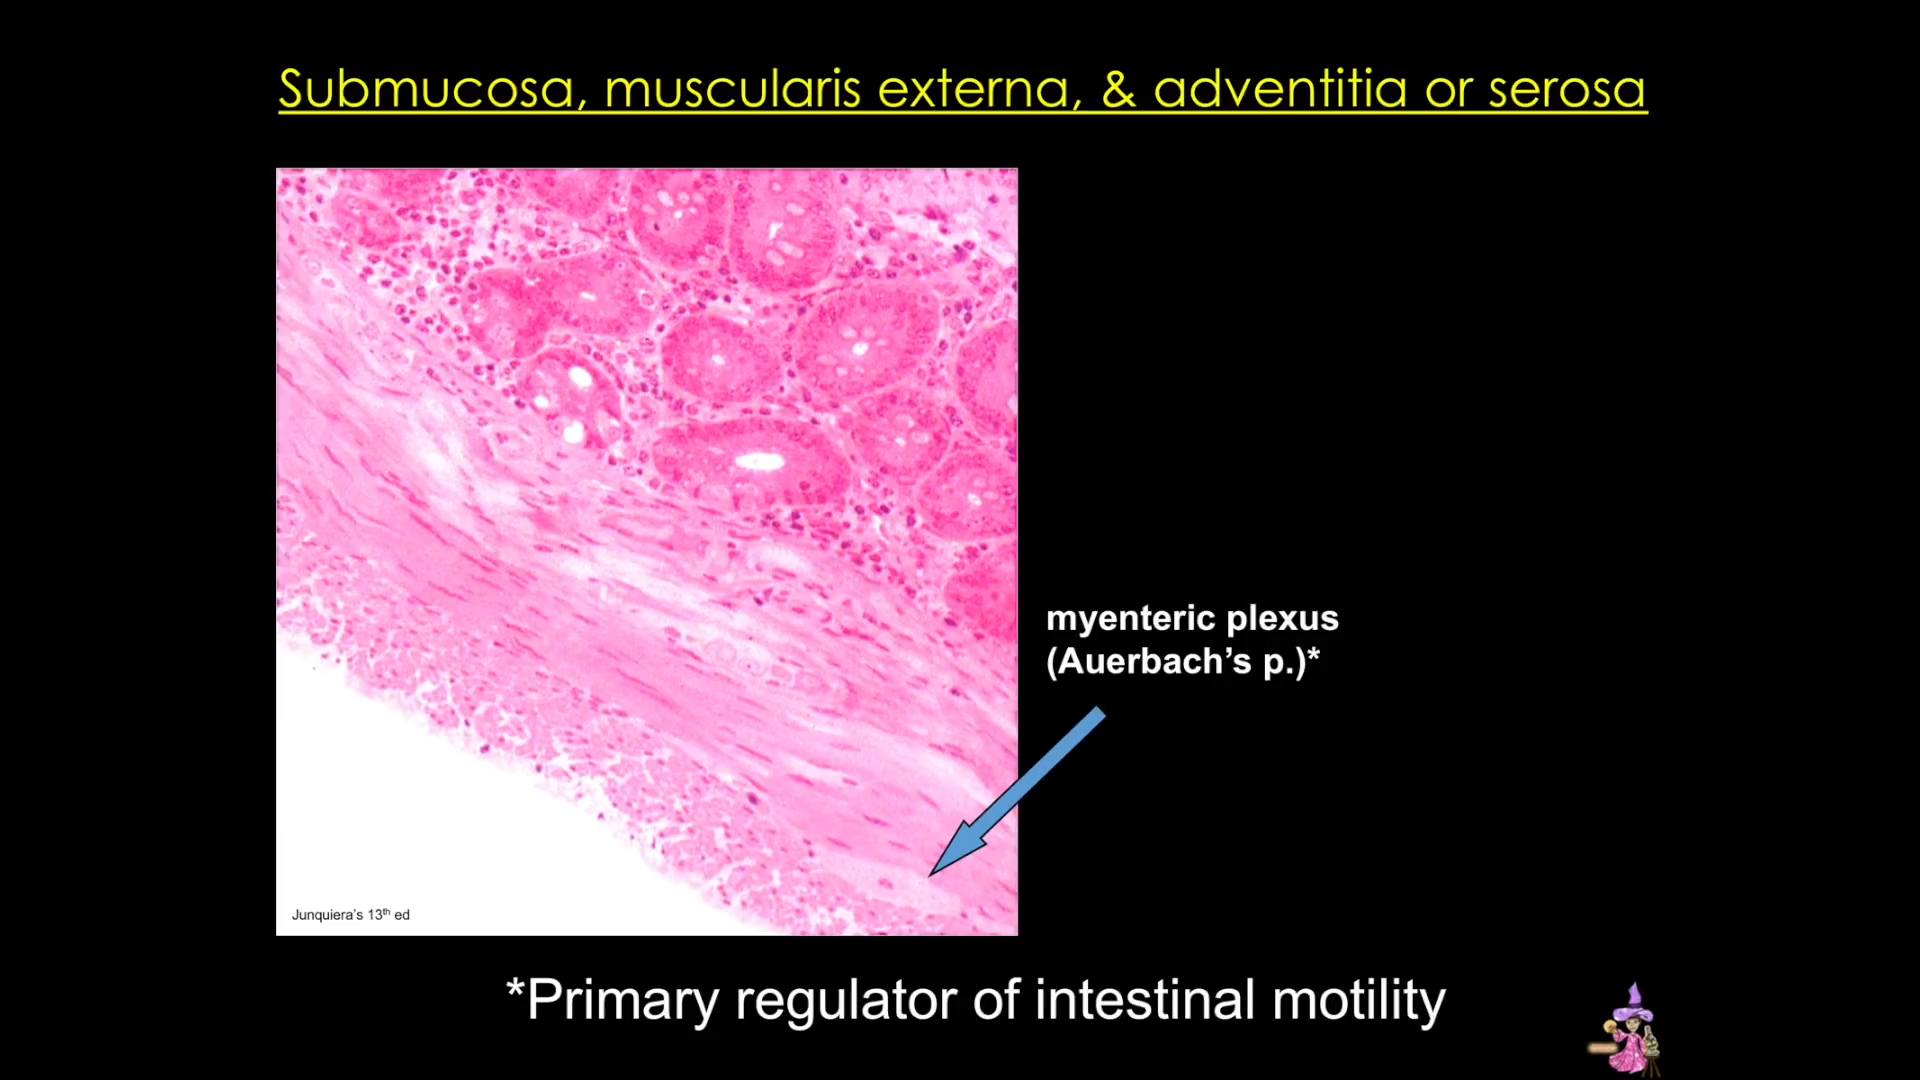 Submucosa, muscularis externa, & adventitia or serosa
myenteric plexus
(Auerbach’s p.)*
Junquiera’s 13th ed
*Primary regulator of intestinal motility